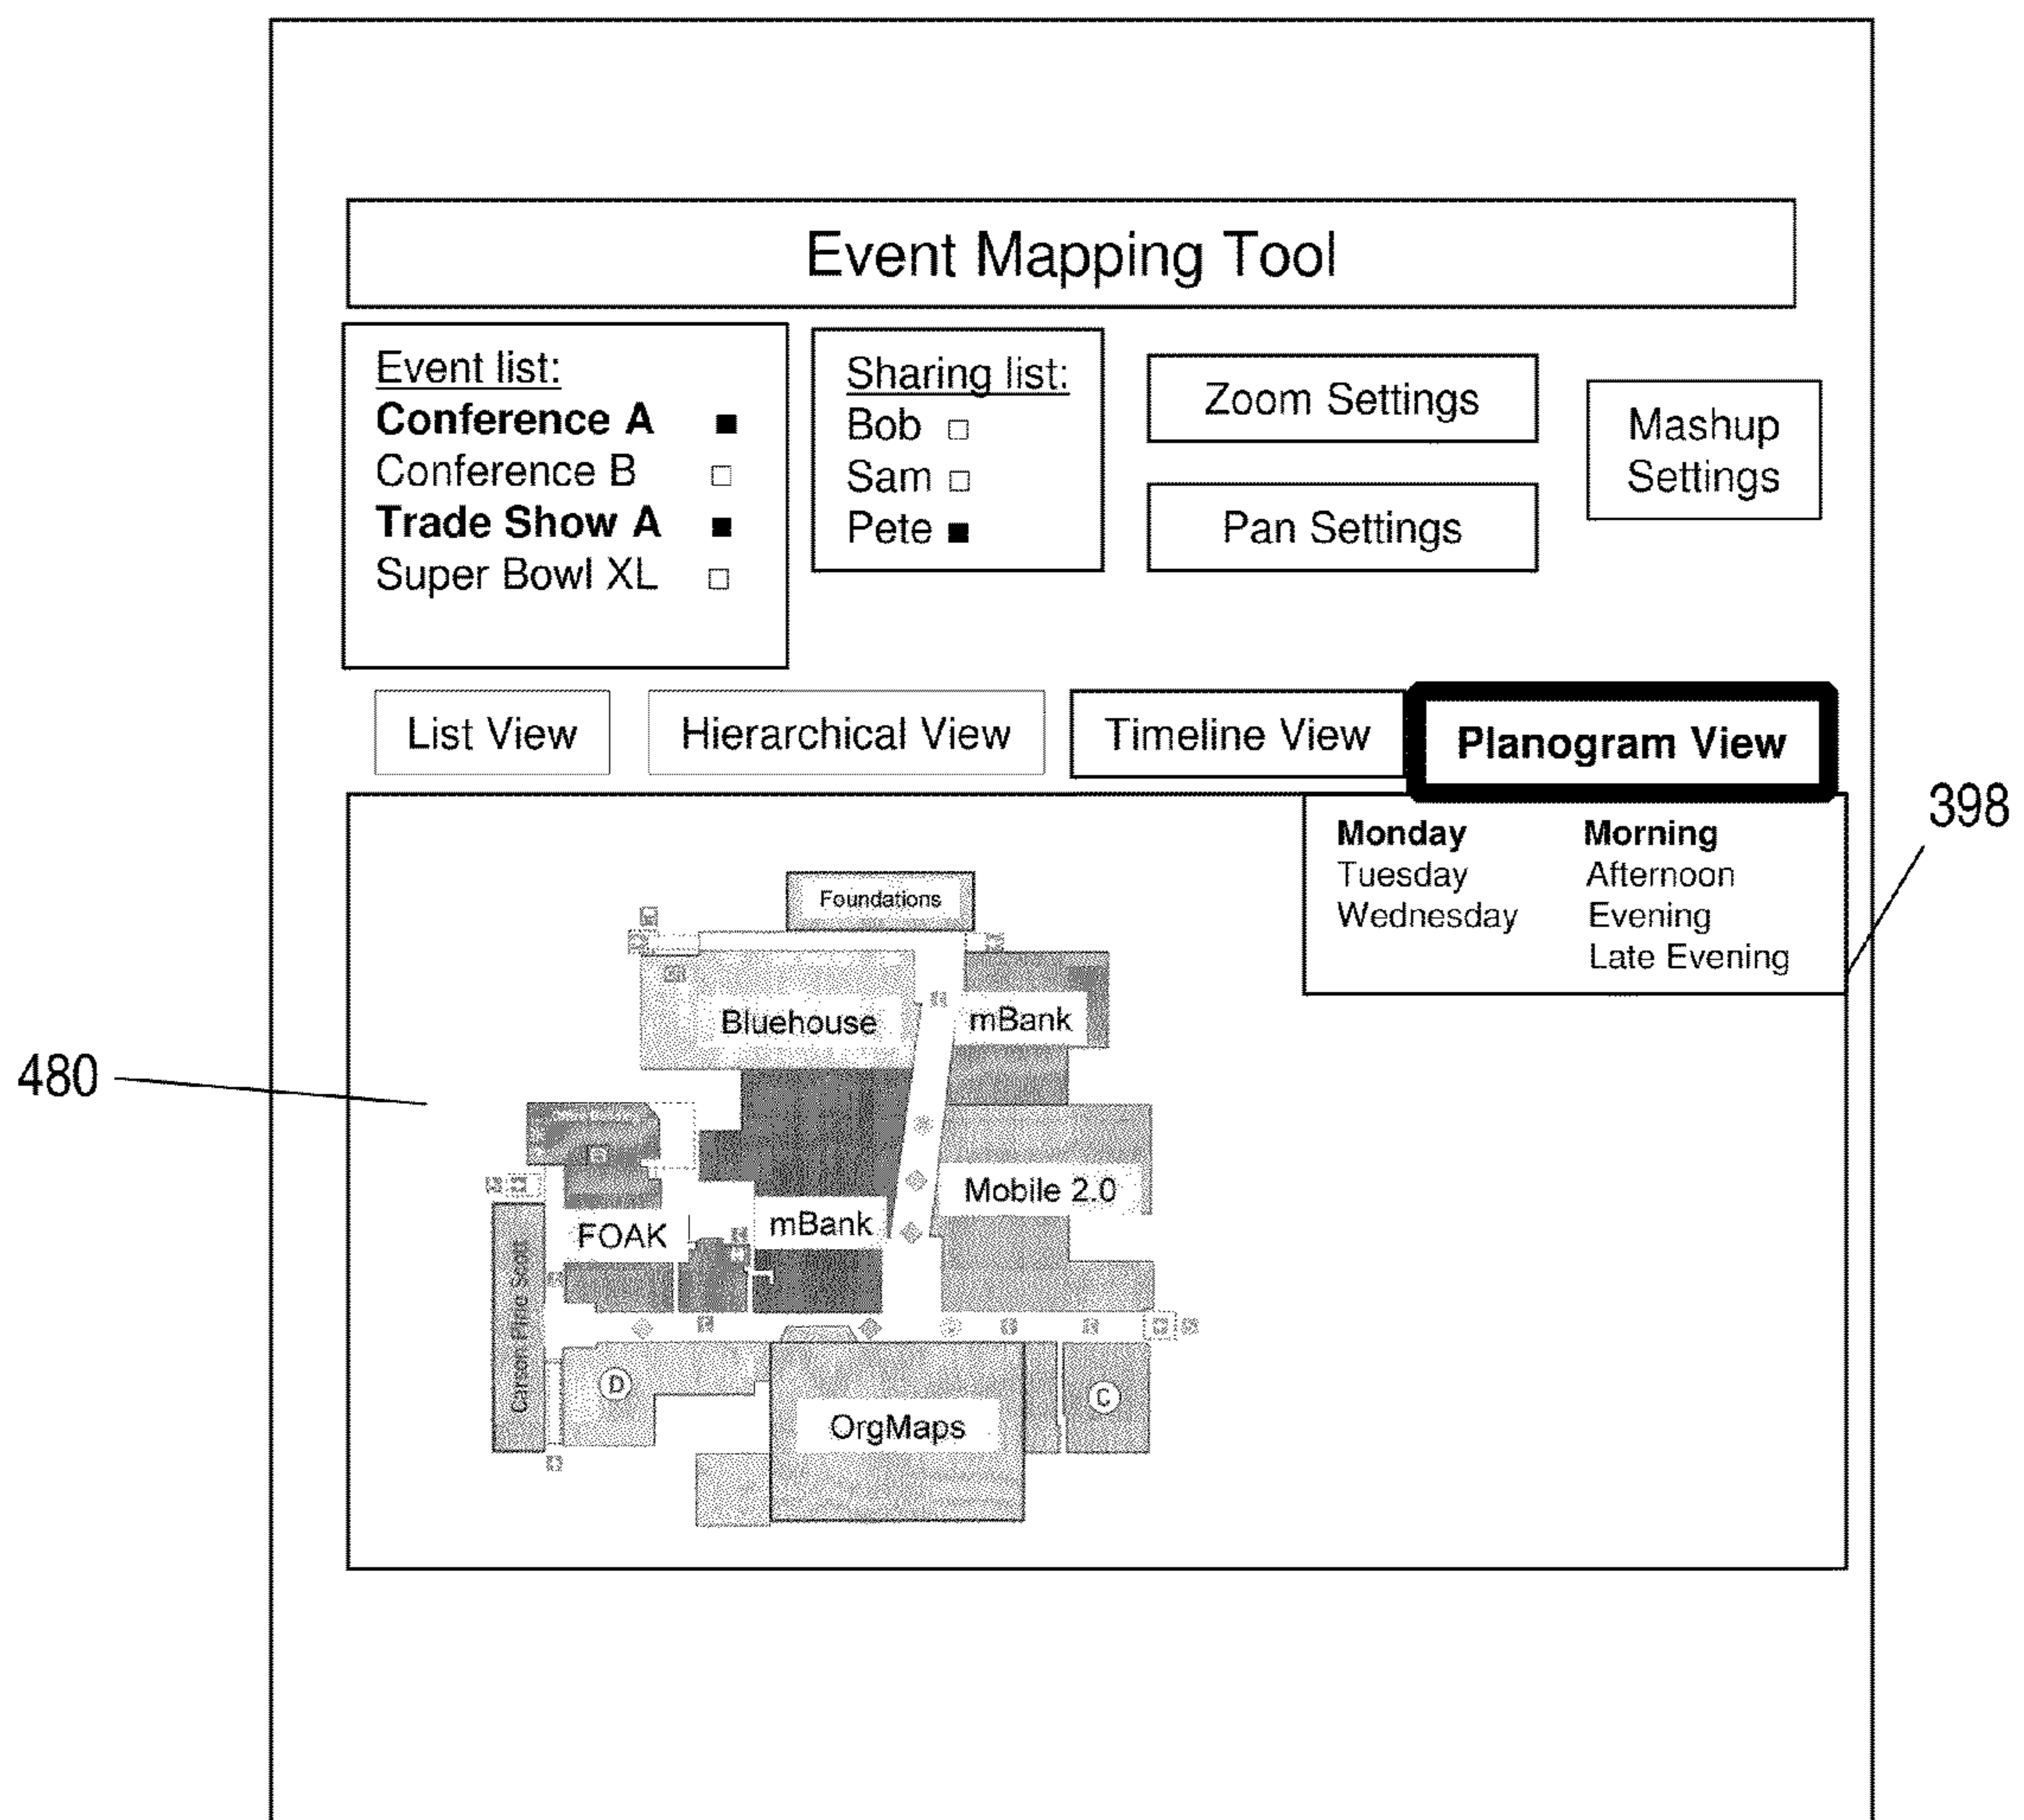 Event Mapping Tool
Event list:
Conference A
Conference B
Trade Show A
Super Bowl XL
Sharing list:
Bob
Sam
Pete
Zoom Settings
Pan Settings
Mashup
Settings
List View
Hierarchical View
Timeline View
Planogram View
398
Monday
Tuesday
Wednesday
Morning
Afternoon
Evening
Late Evening
480
Foundations
Bluehouse
mBank
Mobile 2.0
mBank
FOAK
Carson Pirie Scott
D
C
OrgMaps